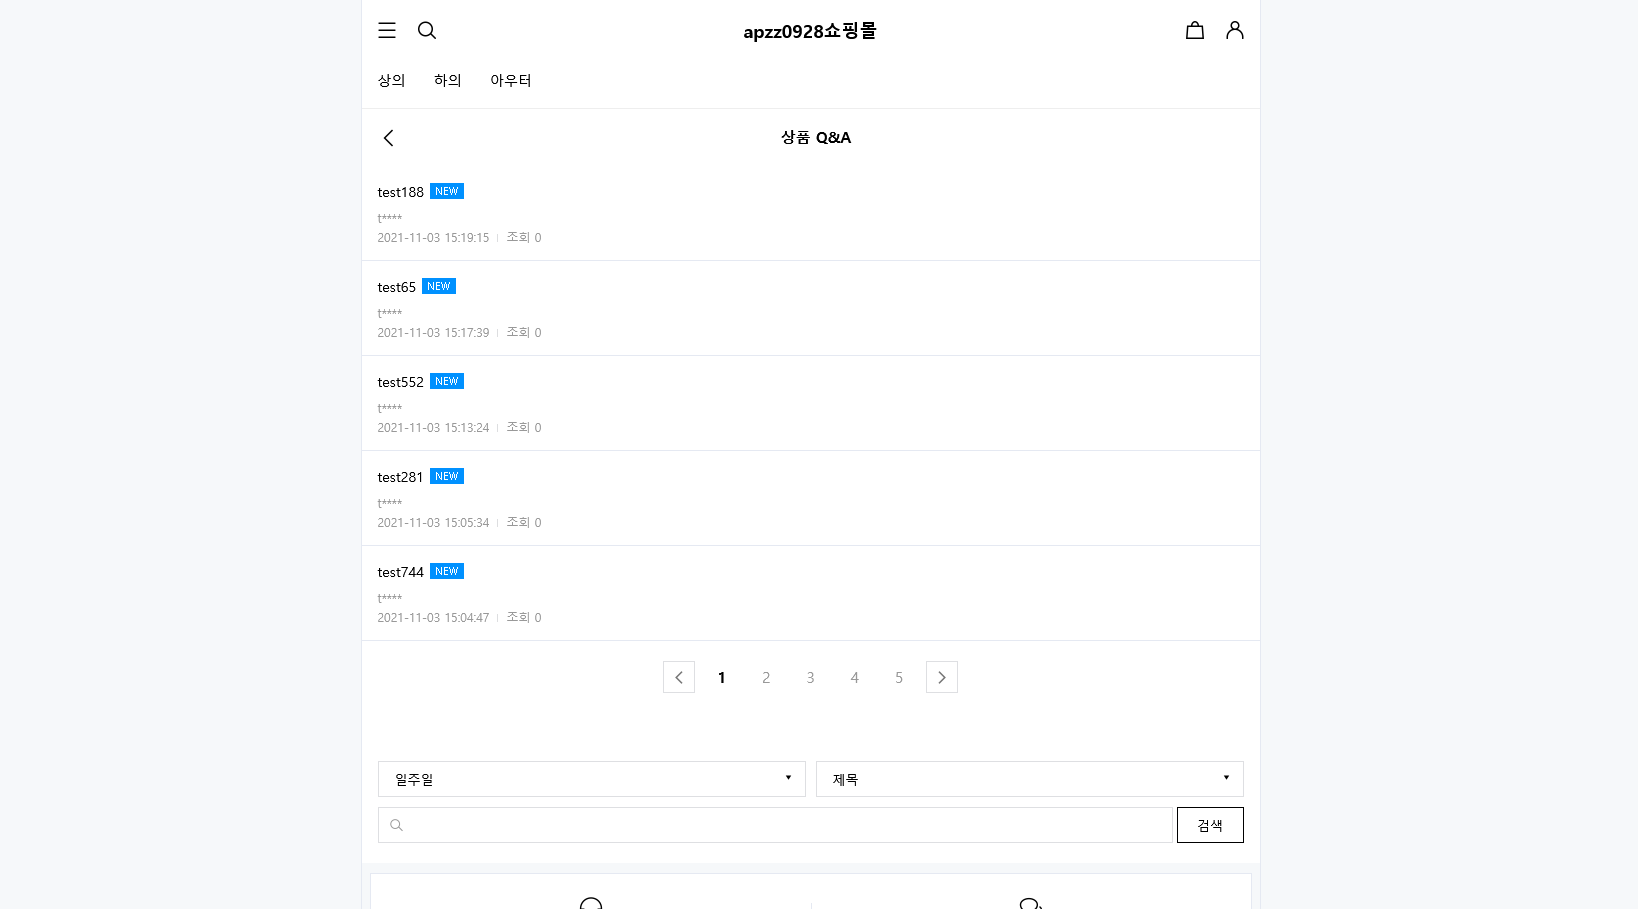 apzz0928쇼핑몰
상의 하의 아우터
상품 Q&A
test188 NEW
t****
2021-11-03 15:19:15 조회 0
test65 NEW
t****
2021-11-03 15:17:39 조회 0
test552 NEW
t****
2021-11-03 15:13:24 조회 0
test281 NEW
t****
2021-11-03 15:05:34 조회 0
test744 NEW
t****
2021-11-03 15:04:47 조회 0
1 2 3 4 5
일주일 제목
검색